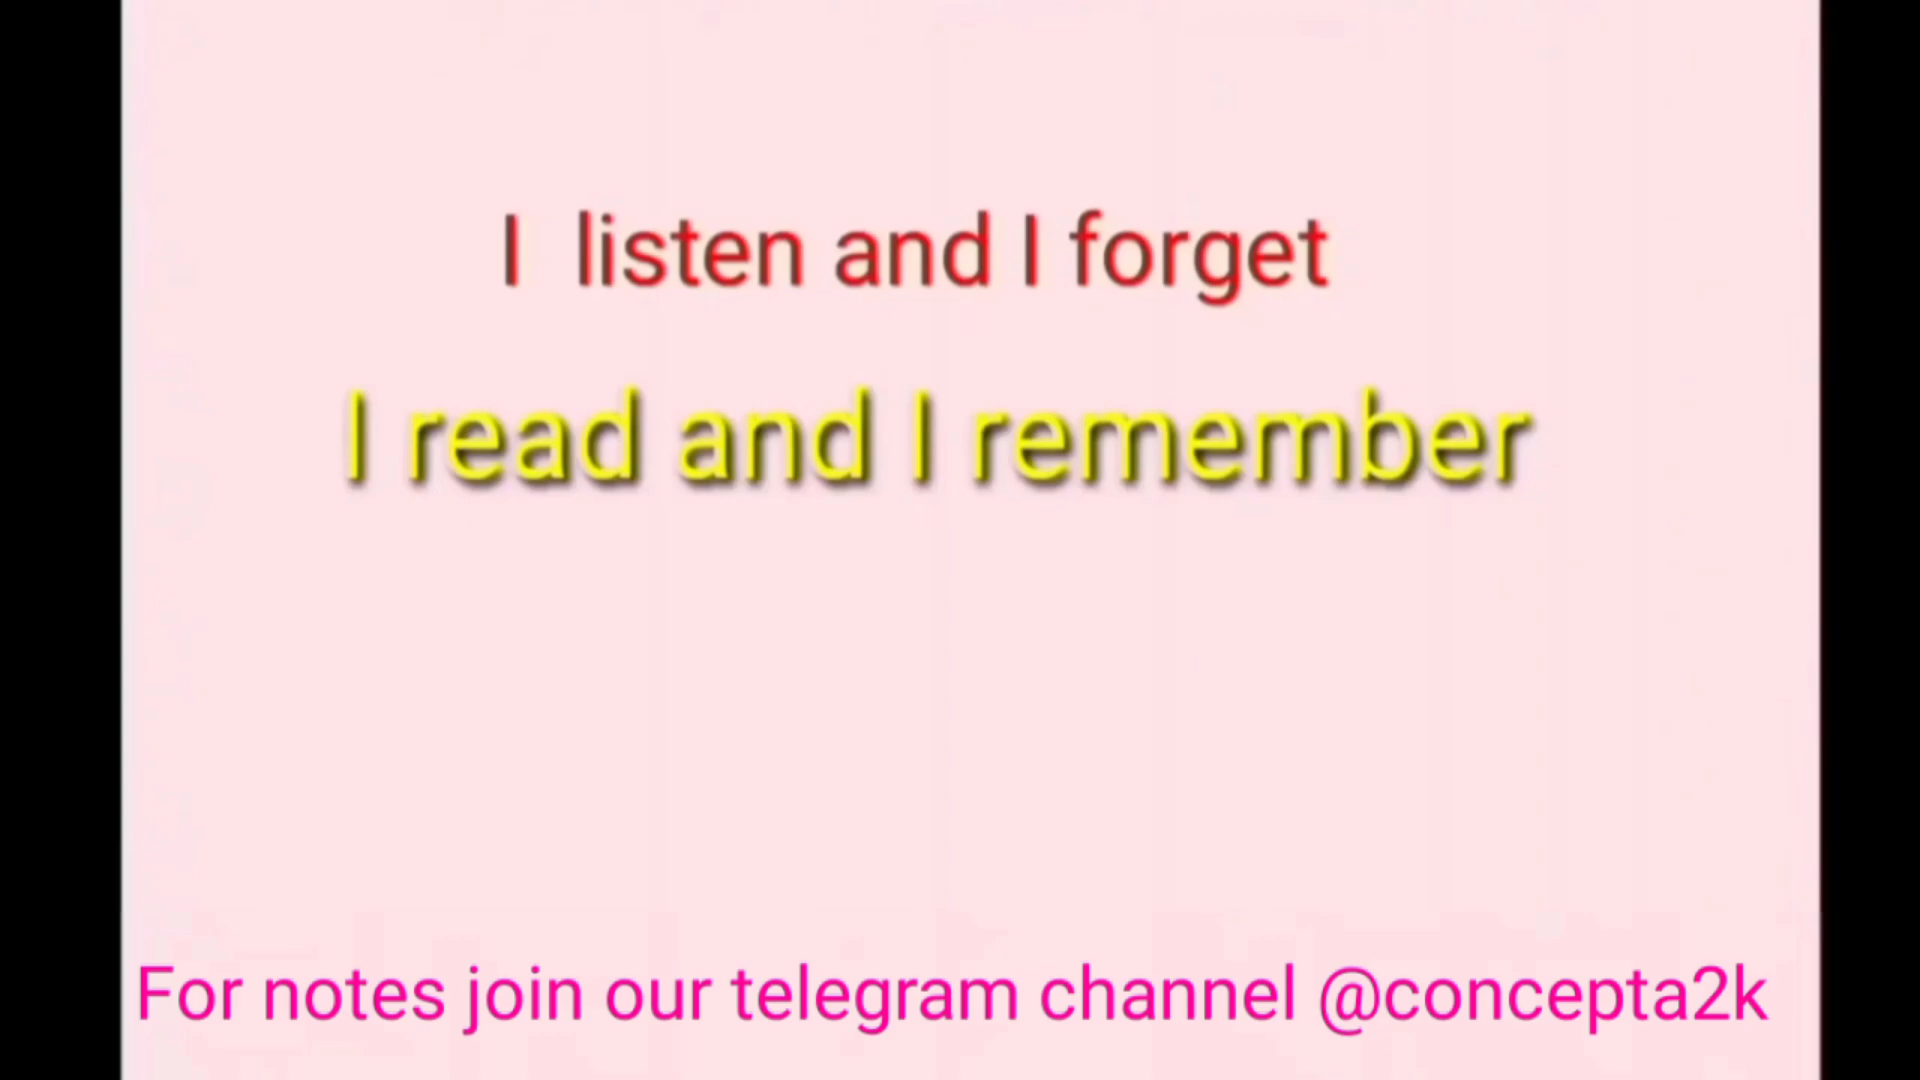 I listen and I forget
I read and I remember
For notes join our telegram channel @concepta2k